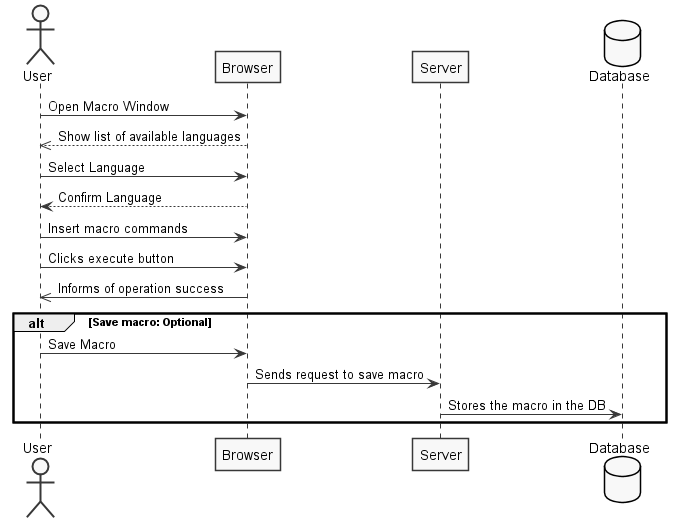 User
Browser
Server
Database
Open Macro Window
Show list of available languages
Select Language
Confirm Language
Insert macro commands
Clicks execute button
Informs of operation success
alt [Save macro: Optional]
Save Macro
Sends request to save macro
Stores the macro in the DB
User
Browser
Server
Database